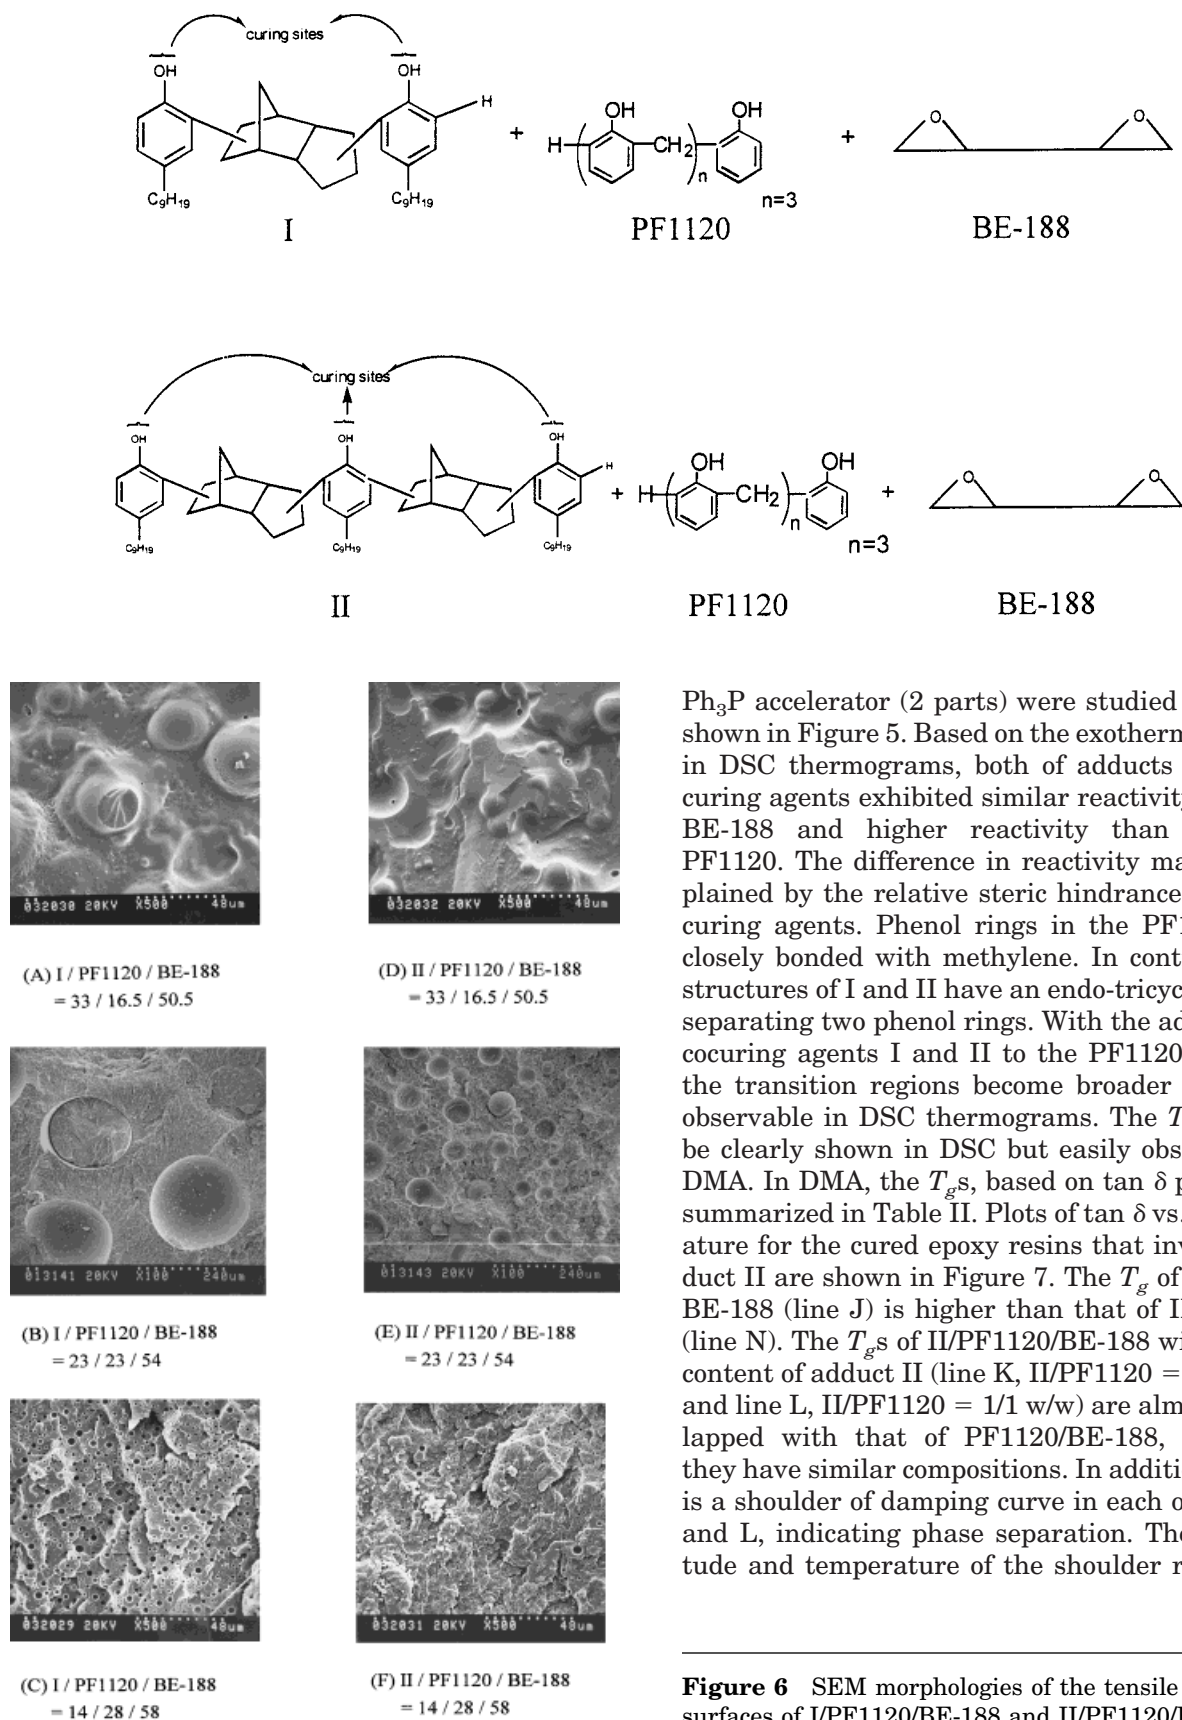 curing sites
OH
OH
H
C₉H₁₉
C₉H₁₉
I
+
OH
OH
H
CH₂
n
n=3
PF1120
+
O
O
BE-188
curing sites
OH
OH
OH
H
C₉H₁₉
C₉H₁₉
C₉H₁₉
II
+
OH
OH
H
CH₂
n
n=3
PF1120
+
O
O
BE-188
032030 20KV X500 48um
(A) I / PF1120 / BE-188
= 33 / 16.5 / 50.5
032032 20KV X500 48um
(D) II / PF1120 / BE-188
= 33 / 16.5 / 50.5
013141 20KV X100 240um
(B) I / PF1120 / BE-188
= 23 / 23 / 54
013143 20KV X100 240um
(E) II / PF1120 / BE-188
= 23 / 23 / 54
032029 20KV X500 48um
(C) I / PF1120 / BE-188
= 14 / 28 / 58
032031 20KV X500 48um
(F) II / PF1120 / BE-188
= 14 / 28 / 58
Ph₃P accelerator (2 parts) were studied
shown in Figure 5. Based on the exotherm
in DSC thermograms, both of adducts
curing agents exhibited similar reactivity
BE-188 and higher reactivity than
PF1120. The difference in reactivity ma
plained by the relative steric hindrance
curing agents. Phenol rings in the PF1
closely bonded with methylene. In cont
structures of I and II have an endo-tricyc
separating two phenol rings. With the ad
cocuring agents I and II to the PF1120
the transition regions become broader
observable in DSC thermograms. The T
be clearly shown in DSC but easily obs
DMA. In DMA, the Tgs, based on tan δ p
summarized in Table II. Plots of tan δ vs.
ature for the cured epoxy resins that inv
duct II are shown in Figure 7. The Tg of
BE-188 (line J) is higher than that of II
(line N). The Tgs of II/PF1120/BE-188 wi
content of adduct II (line K, II/PF1120 =
and line L, II/PF1120 = 1/1 w/w) are alm
lapped with that of PF1120/BE-188,
they have similar compositions. In additi
is a shoulder of damping curve in each o
and L, indicating phase separation. The
tude and temperature of the shoulder r
Figure 6 SEM morphologies of the tensile
surfaces of I/PF1120/BE-188 and II/PF1120/